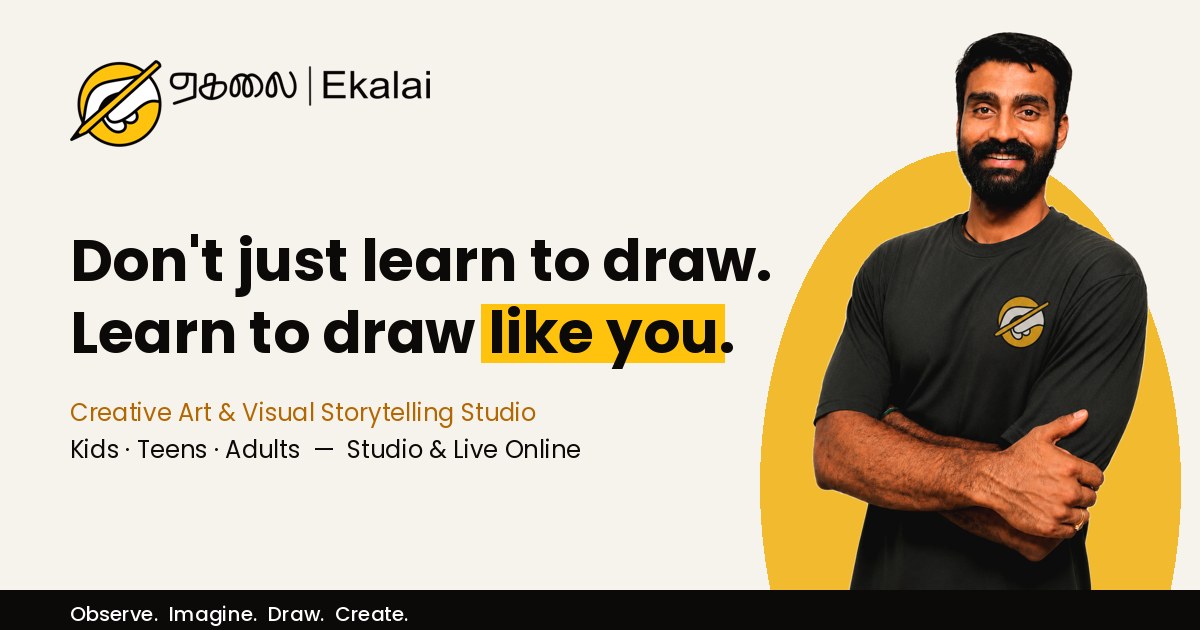 ஏகலை | Ekalai
Don't just learn to draw.
Learn to draw like you.
Creative Art & Visual Storytelling Studio
Kids · Teens · Adults — Studio & Live Online
Observe. Imagine. Draw. Create.